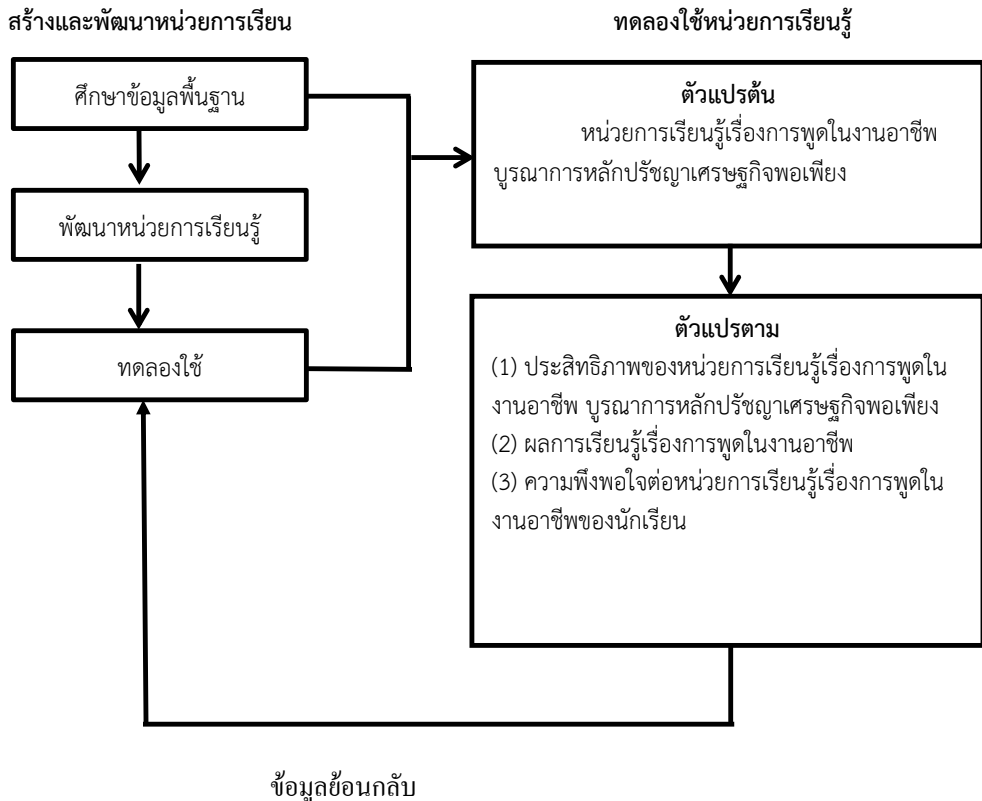 สร้างและพัฒนาหน่วยการเรียน
ศึกษาข้อมูลพื้นฐาน
พัฒนาหน่วยการเรียนรู้
ทดลองใช้
ทดลองใช้หน่วยการเรียนรู้
ตัวแปรต้น
หน่วยการเรียนรู้เรื่องการพูดในงานอาชีพ
บูรณาการหลักปรัชญาเศรษฐกิจพอเพียง
ตัวแปรตาม
(1) ประสิทธิภาพของหน่วยการเรียนรู้เรื่องการพูดใน
งานอาชีพ บูรณาการหลักปรัชญาเศรษฐกิจพอเพียง
(2) ผลการเรียนรู้เรื่องการพูดในงานอาชีพ
(3) ความพึงพอใจต่อหน่วยการเรียนรู้เรื่องการพูดใน
งานอาชีพของนักเรียน
ข้อมูลย้อนกลับ